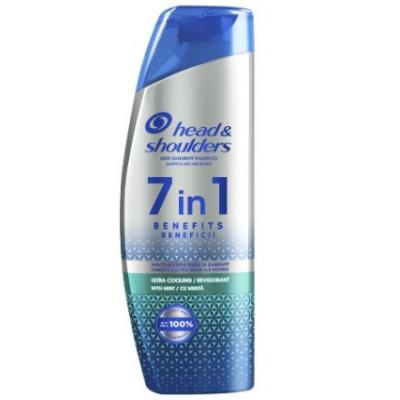 head&
shoulders
ANTI-DANDRUFF SHAMPOO
7 in 1
BENEFITS
BENEFICII
ULTRA COOLING / REVIGORANT
WITH MINT / CU MENTĂ
100%